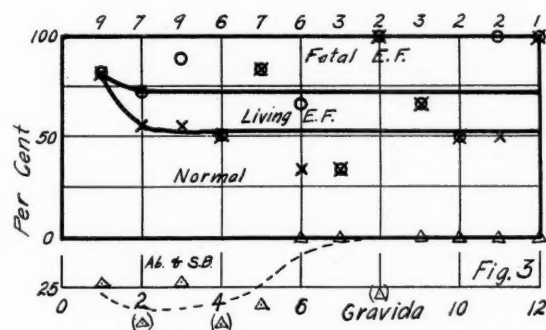 9 7 9 6 7 6 3 2 3 2 2 1
100
Fatal E.F.
Living E.F.
50
Normal
Per Cent
0
Ab. & S.B.
Fig. 3
25
0 2 4 6 Gravida 10 12